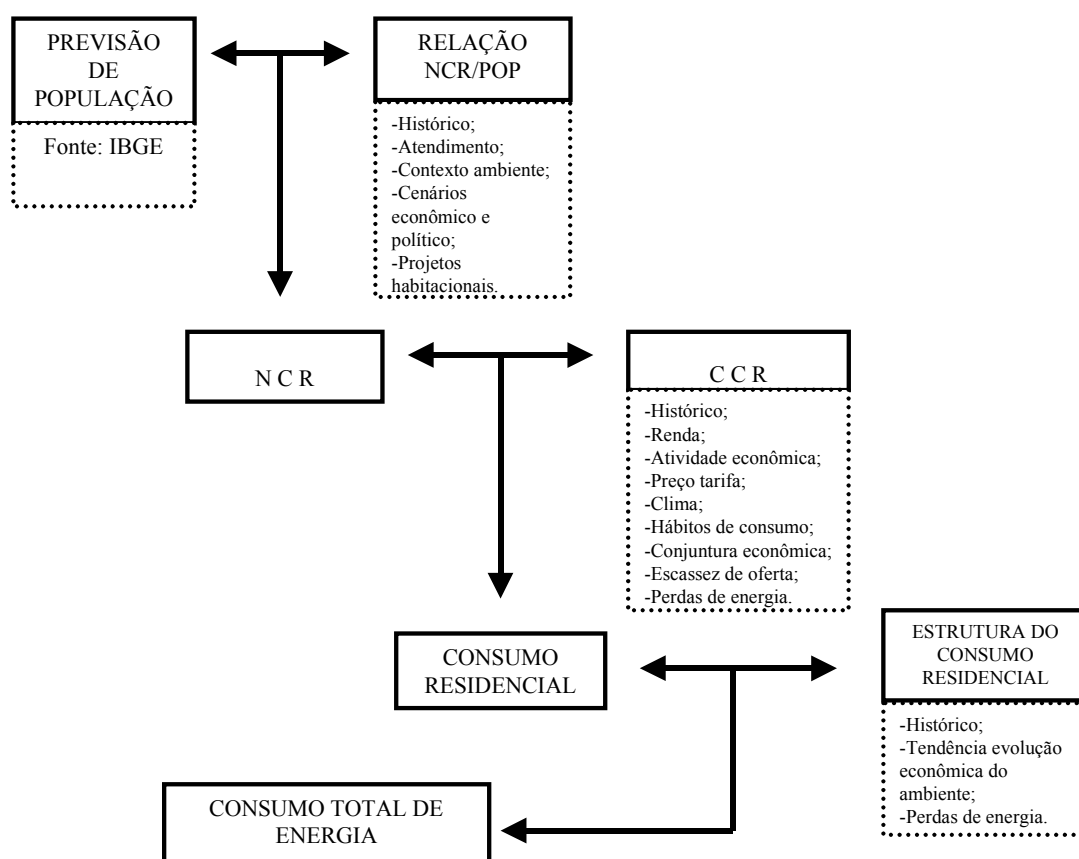 PREVISÃO
DE
POPULAÇÃO
Fonte: IBGE
RELAÇÃO
NCR/POP
-Histórico;
-Atendimento;
-Contexto ambiente;
-Cenários
econômico e
político;
-Projetos
habitacionais.
N C R
C C R
-Histórico;
-Renda;
-Atividade econômica;
-Preço tarifa;
-Clima;
-Hábitos de consumo;
-Conjuntura econômica;
-Escassez de oferta;
-Perdas de energia.
CONSUMO
RESIDENCIAL
ESTRUTURA DO
CONSUMO
RESIDENCIAL
-Histórico;
-Tendência evolução
econômica do
ambiente;
-Perdas de energia.
CONSUMO TOTAL DE
ENERGIA